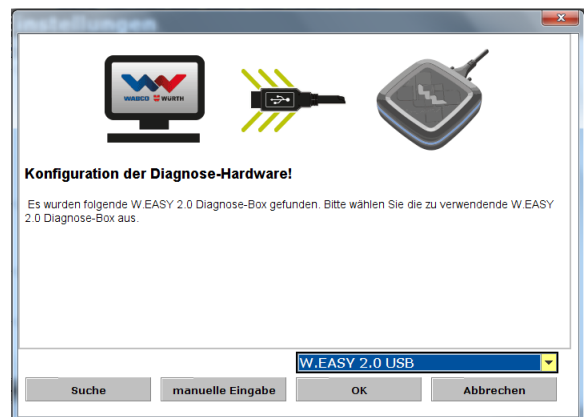 instellungen
WABCO WÜRTH
Konfiguration der Diagnose-Hardware!
Es wurden folgende W.EASY 2.0 Diagnose-Box gefunden. Bitte wählen Sie die zu verwendende W.EASY
2.0 Diagnose-Box aus.
W.EASY 2.0 USB
Suche
manuelle Eingabe
OK
Abbrechen